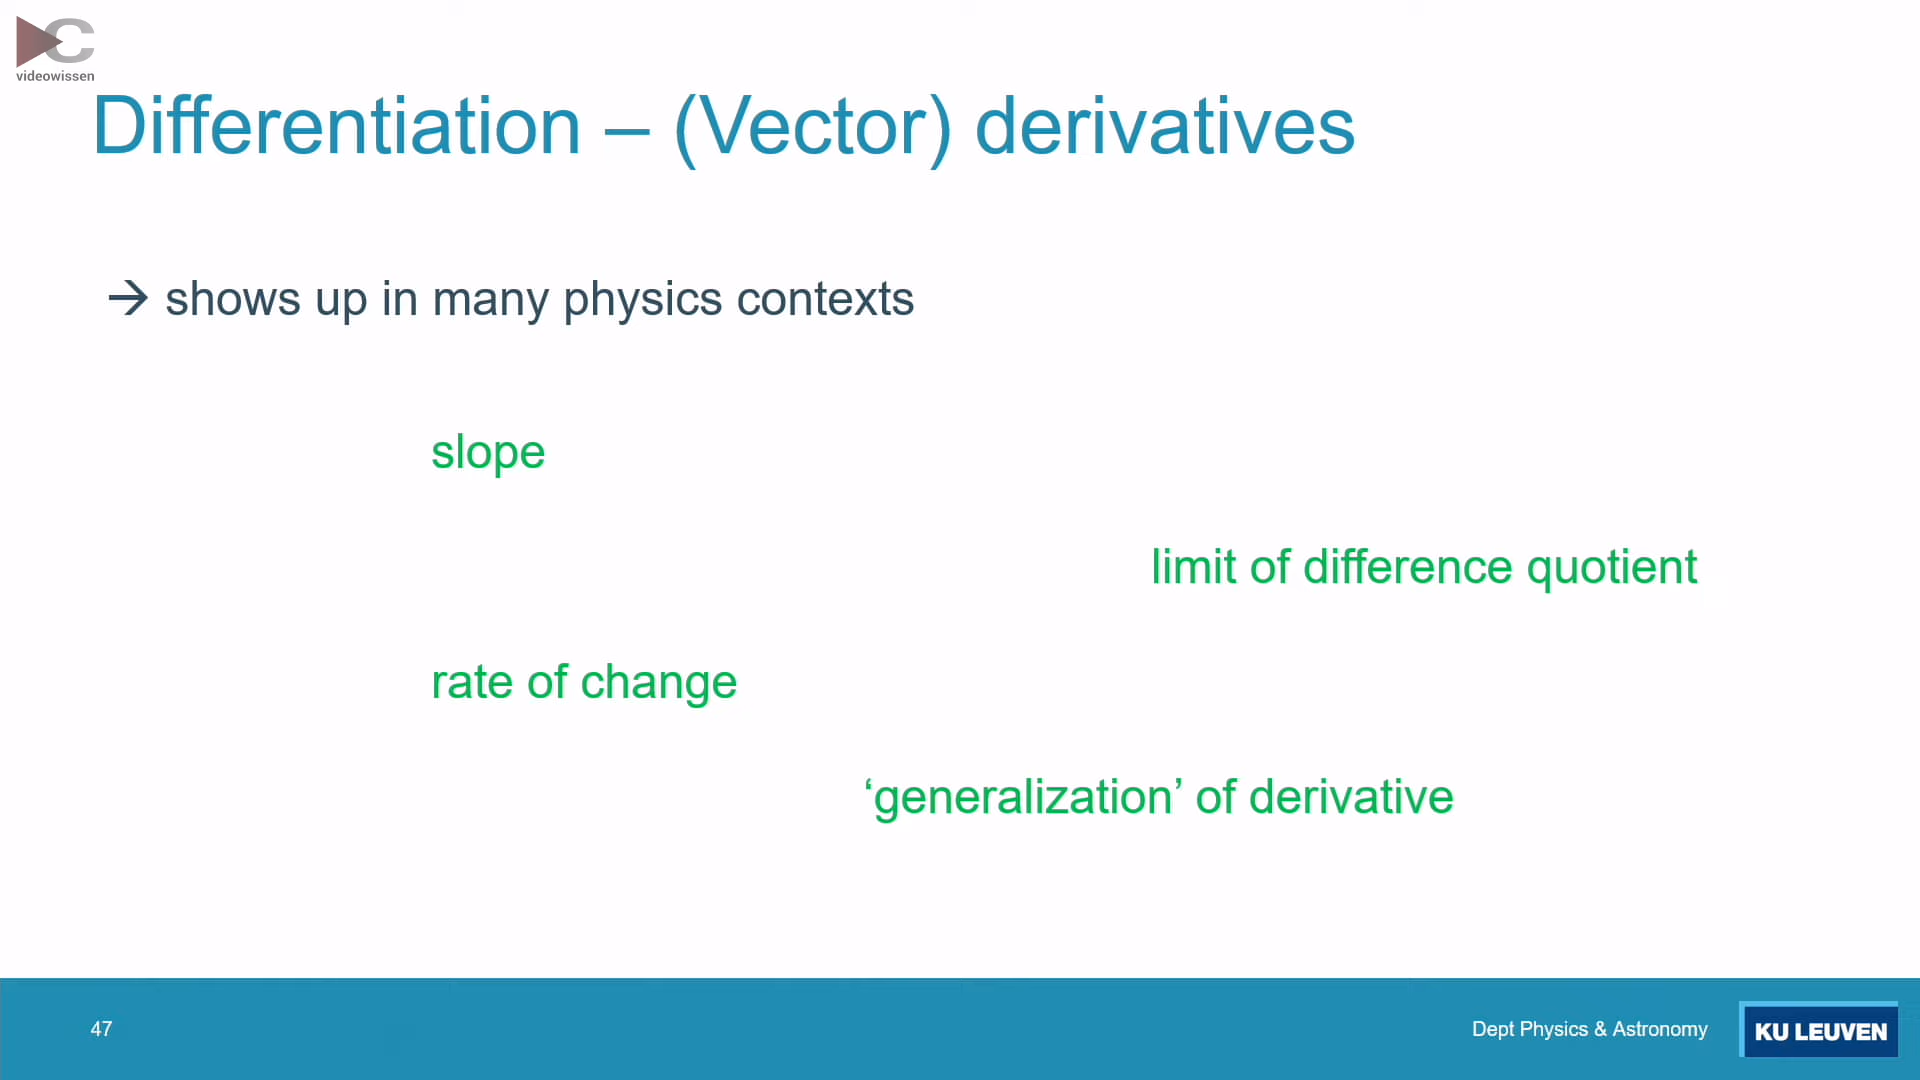 C
videowissen
Differentiation – (Vector) derivatives
→ shows up in many physics contexts
slope
limit of difference quotient
rate of change
‘generalization’ of derivative
47
Dept Physics & Astronomy
KU LEUVEN